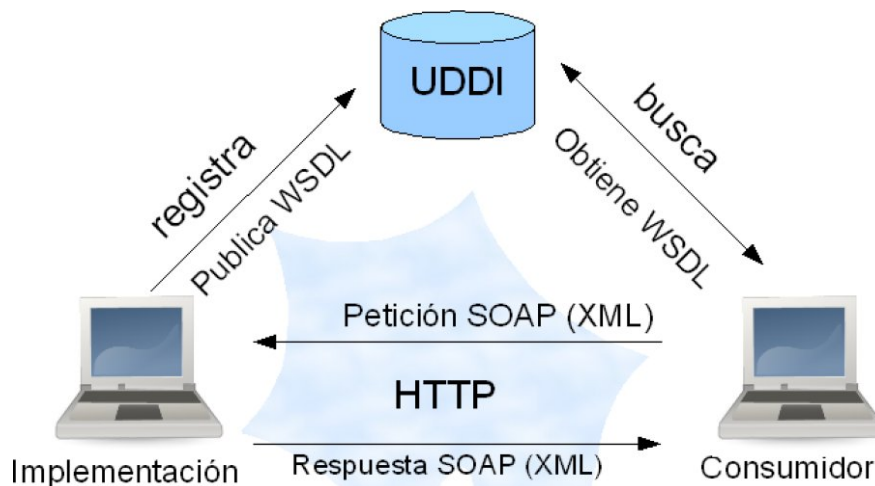 UDDI
registra
Publica WSDL
busca
Obtiene WSDL
Petición SOAP (XML)
HTTP
Respuesta SOAP (XML)
Implementación
Consumidor